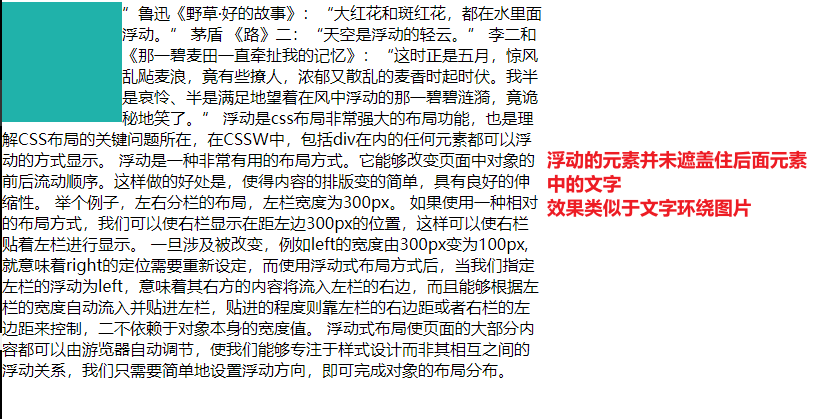 ”鲁迅《野草·好的故事》：“大红花和斑红花，都在水里面
浮动。” 茅盾 《路》二：“天空是浮动的轻云。” 李二和
《那一碧麦田一直牵扯我的记忆》：“这时正是五月，惊风
乱飐麦浪，竟有些撩人，浓郁又散乱的麦香时起时伏。我半
是哀怜、半是满足地望着在风中浮动的那一碧碧涟漪，竟诡
秘地笑了。” 浮动是css布局非常强大的布局功能，也是理
解CSS布局的关键问题所在，在CSSW中，包括div在内的任何元素都可以浮
动的方式显示。 浮动是一种非常有用的布局方式。它能够改变页面中对象的
前后流动顺序。这样做的好处是，使得内容的排版变的简单，具有良好的伸
缩性。 举个例子，左右分栏的布局，左栏宽度为300px。 如果使用一种相对
的布局方式，我们可以使右栏显示在距左边300px的位置，这样可以使右栏
贴着左栏进行显示。 一旦涉及被改变，例如left的宽度由300px变为100px,
就意味着right的定位需要重新设定，而使用浮动式布局方式后，当我们指定
左栏的浮动为left，意味着其右方的内容将流入左栏的右边，而且能够根据左
栏的宽度自动流入并贴进左栏，贴进的程度则靠左栏的右边距或者右栏的左
边距来控制，二不依赖于对象本身的宽度值。 浮动式布局使页面的大部分内
容都可以由游览器自动调节，使我们能够专注于样式设计而非其相互之间的
浮动关系，我们只需要简单地设置浮动方向，即可完成对象的布局分布。
浮动的元素并未遮盖住后面元素
中的文字
效果类似于文字环绕图片